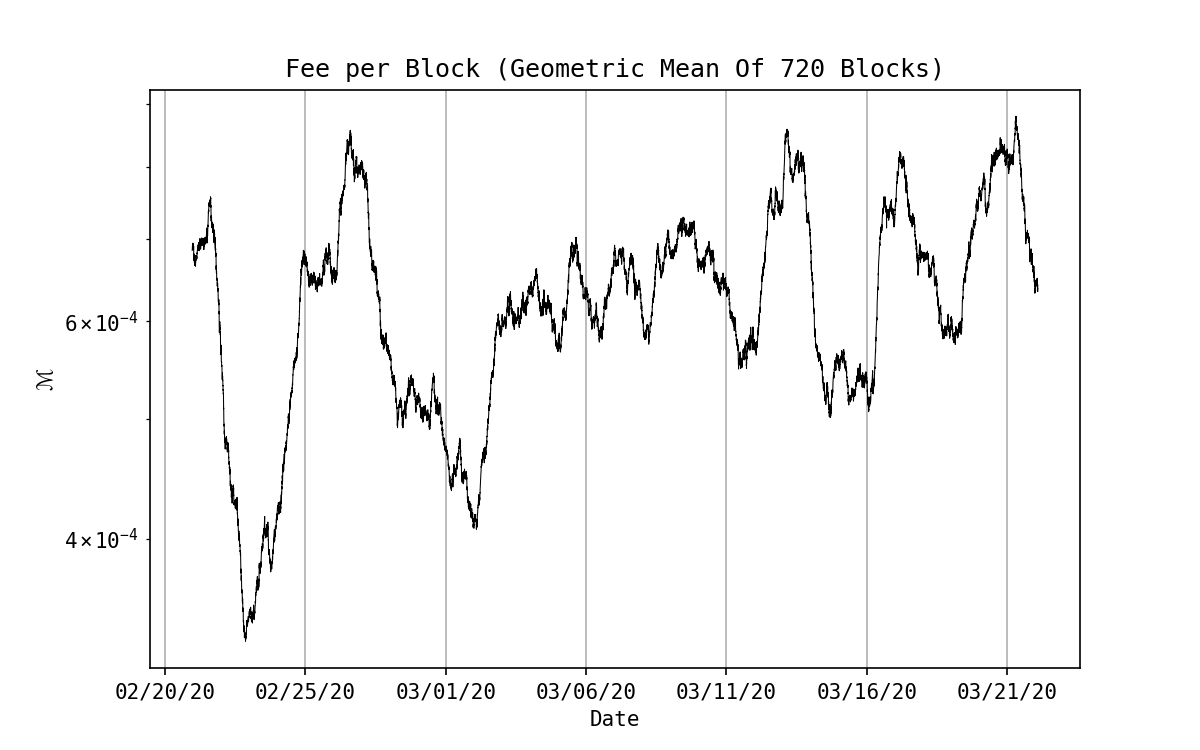 Fee per Block (Geometric Mean Of 720 Blocks)
ℳ
6×10⁻⁴
4×10⁻⁴
02/20/20 02/25/20 03/01/20 03/06/20 03/11/20 03/16/20 03/21/20
Date